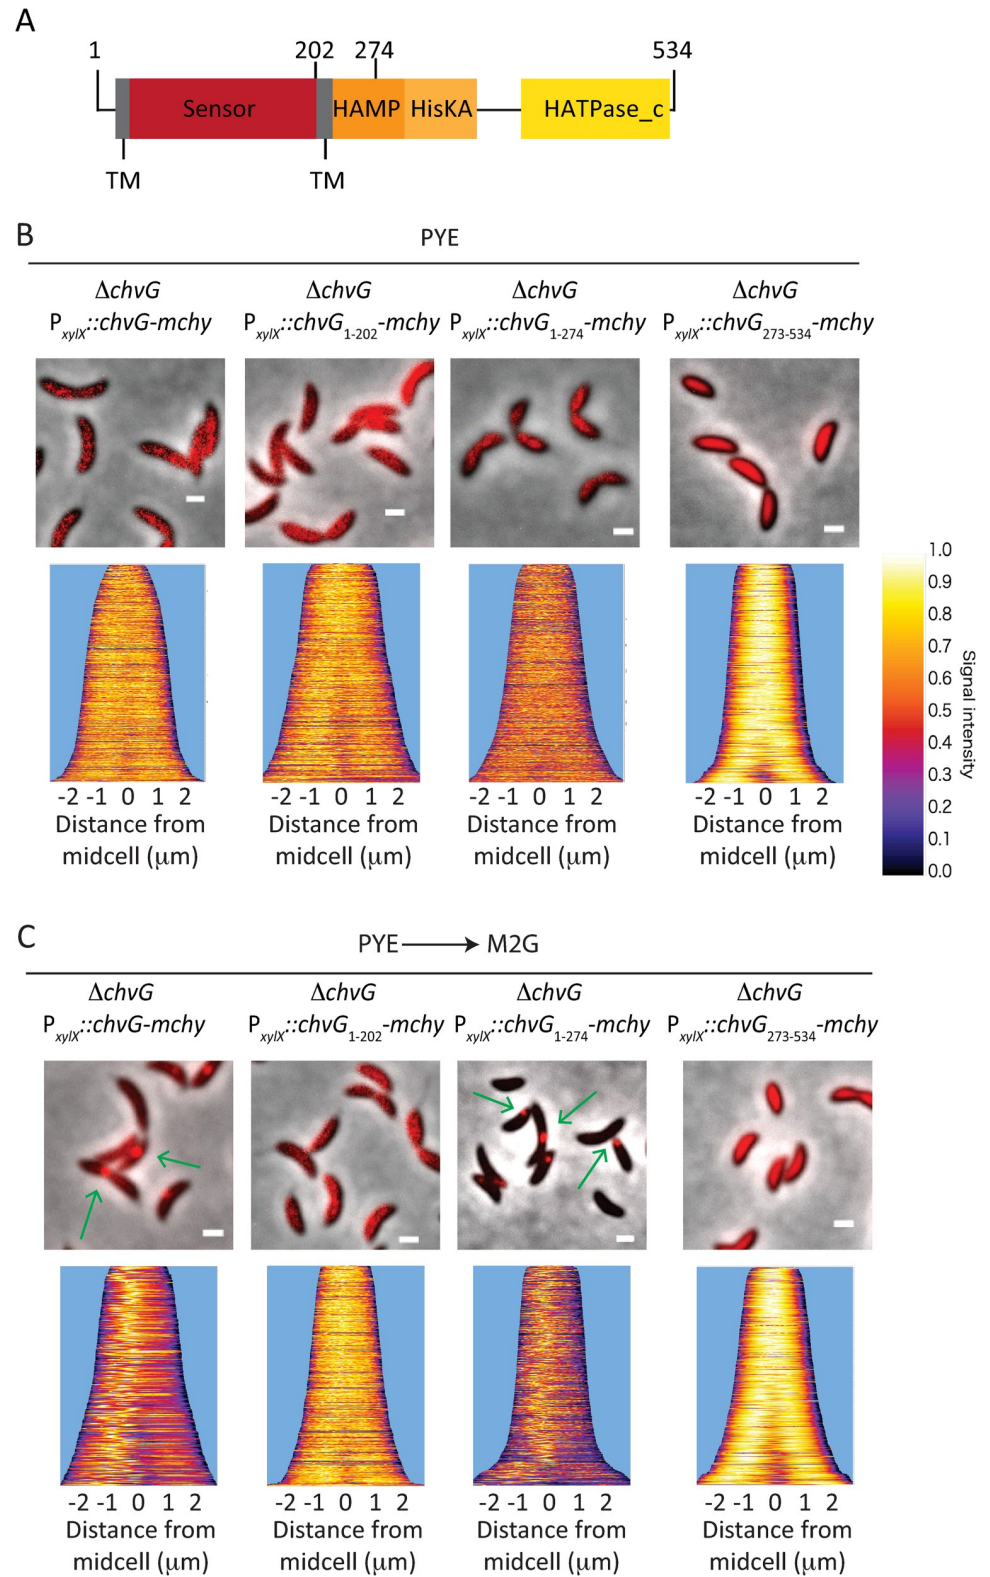 A
1 202 274 534
Sensor HAMP HisKA HATPase_c
TM TM
B
PYE
ΔchvG ΔchvG ΔchvG ΔchvG
PxylX::chvG-mchy PxylX::chvG1-202-mchy PxylX::chvG1-274-mchy PxylX::chvG273-534-mchy
1.0
0.9
0.8
0.7
0.6
0.5
0.4
0.3
0.2
0.1
0.0
Signal intensity
-2 -1 0 1 2 -2 -1 0 1 2 -2 -1 0 1 2 -2 -1 0 1 2
Distance from Distance from Distance from Distance from
midcell (μm) midcell (μm) midcell (μm) midcell (μm)
C
PYE → M2G
ΔchvG ΔchvG ΔchvG ΔchvG
PxylX::chvG-mchy PxylX::chvG1-202-mchy PxylX::chvG1-274-mchy PxylX::chvG273-534-mchy
-2 -1 0 1 2 -2 -1 0 1 2 -2 -1 0 1 2 -2 -1 0 1 2
Distance from Distance from Distance from Distance from
midcell (μm) midcell (μm) midcell (μm) midcell (μm)